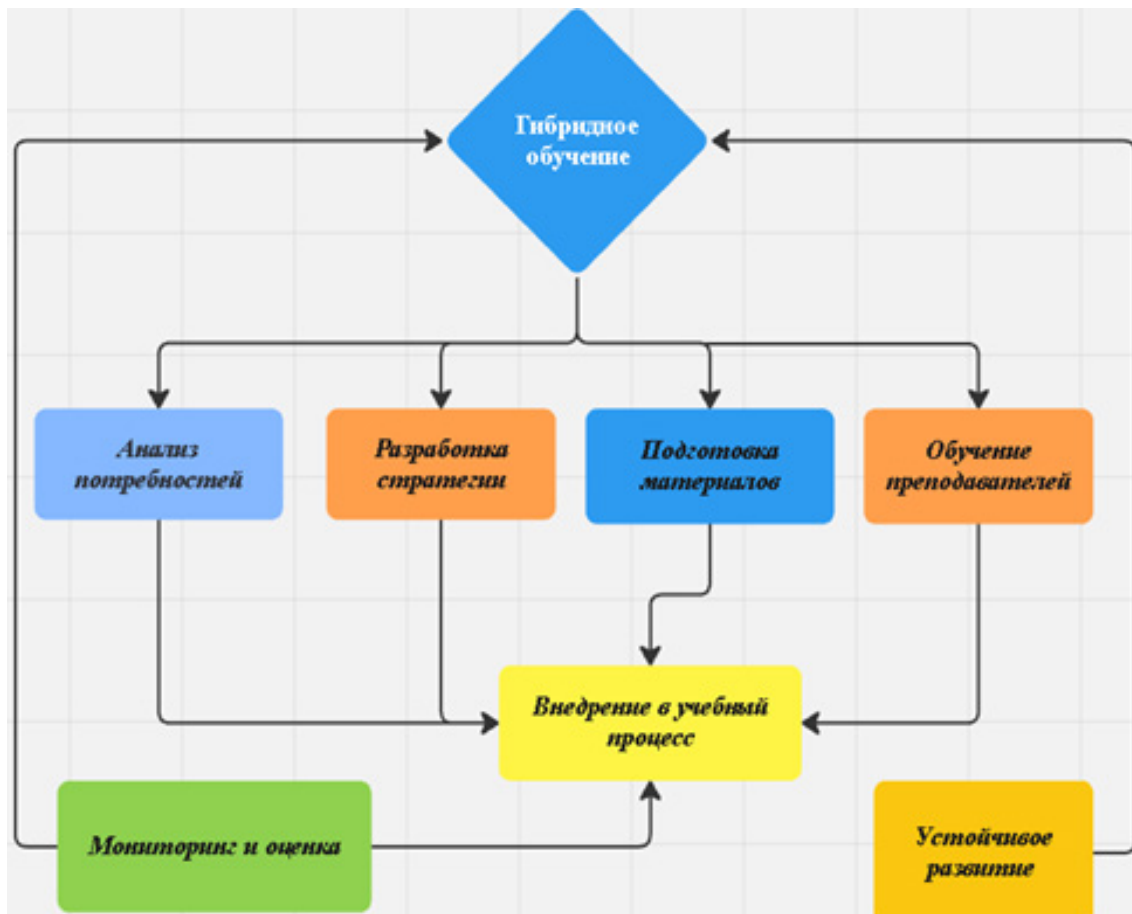 Гибридное
обучение
Анализ
потребностей
Разработка
стратегии
Подготовка
материалов
Обучение
преподавателей
Внедрение в учебный
процесс
Мониторинг и оценка
Устойчивое
развитие